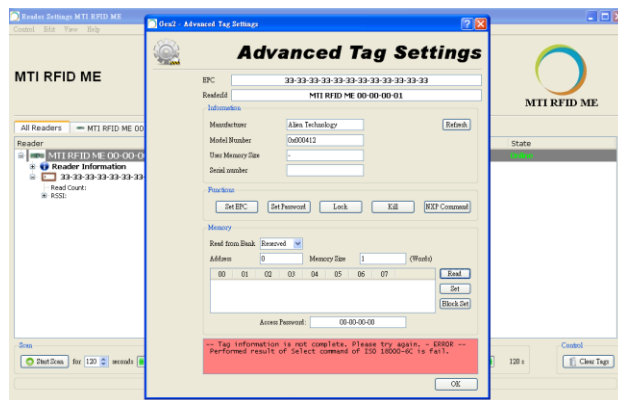 Reader Settings MTI RFID ME
Control Edit View Help
MTI RFID ME
All Readers MTI RFID ME 00
Reader
MTI RFID ME 00-00-0
Reader Information
33-33-33-33-33-33-
Read Count:
RSSI:
Scan
Start Scan for 120 seconds
Gen2 - Advanced Tag Settings
Advanced Tag Settings
EPC 33-33-33-33-33-33-33-33-33-33-33-33
ReaderId MTI RFID ME 00-00-00-01
Information
Manufacturer Alien Technology Refresh
Model Number 0x000412
User Memory Size -
Serial number
Functions
Set EPC Set Password Lock Kill NXP Command
Memory
Read from Bank Reserved
Address 0 Memory Size 1 (Words)
00 01 02 03 04 05 06 07
Read
Set
Block Set
Access Password: 00-00-00-00
-- Tag information is not complete. Please try again. - ERROR --
Performed result of Select command of ISO 18000-6C is fail.
OK
MTI RFID ME
State
online
120 s
Control
Clear Tags